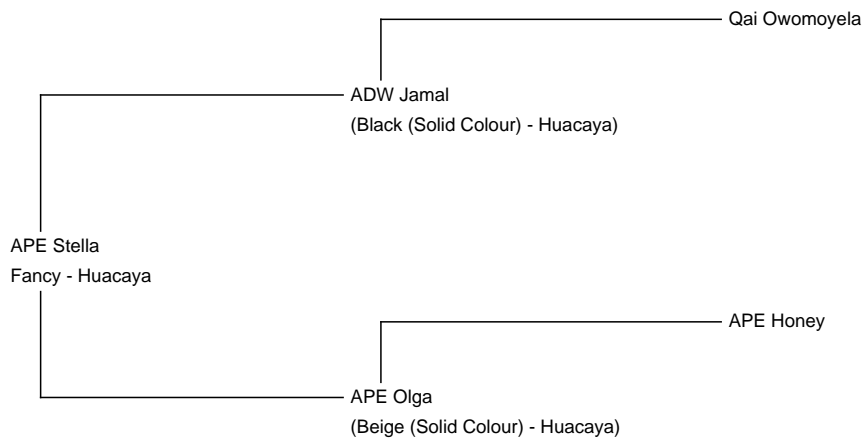 Qai Owomoyela
ADW Jamal
(Black (Solid Colour) - Huacaya)
APE Stella
Fancy - Huacaya
APE Honey
APE Olga
(Beige (Solid Colour) - Huacaya)